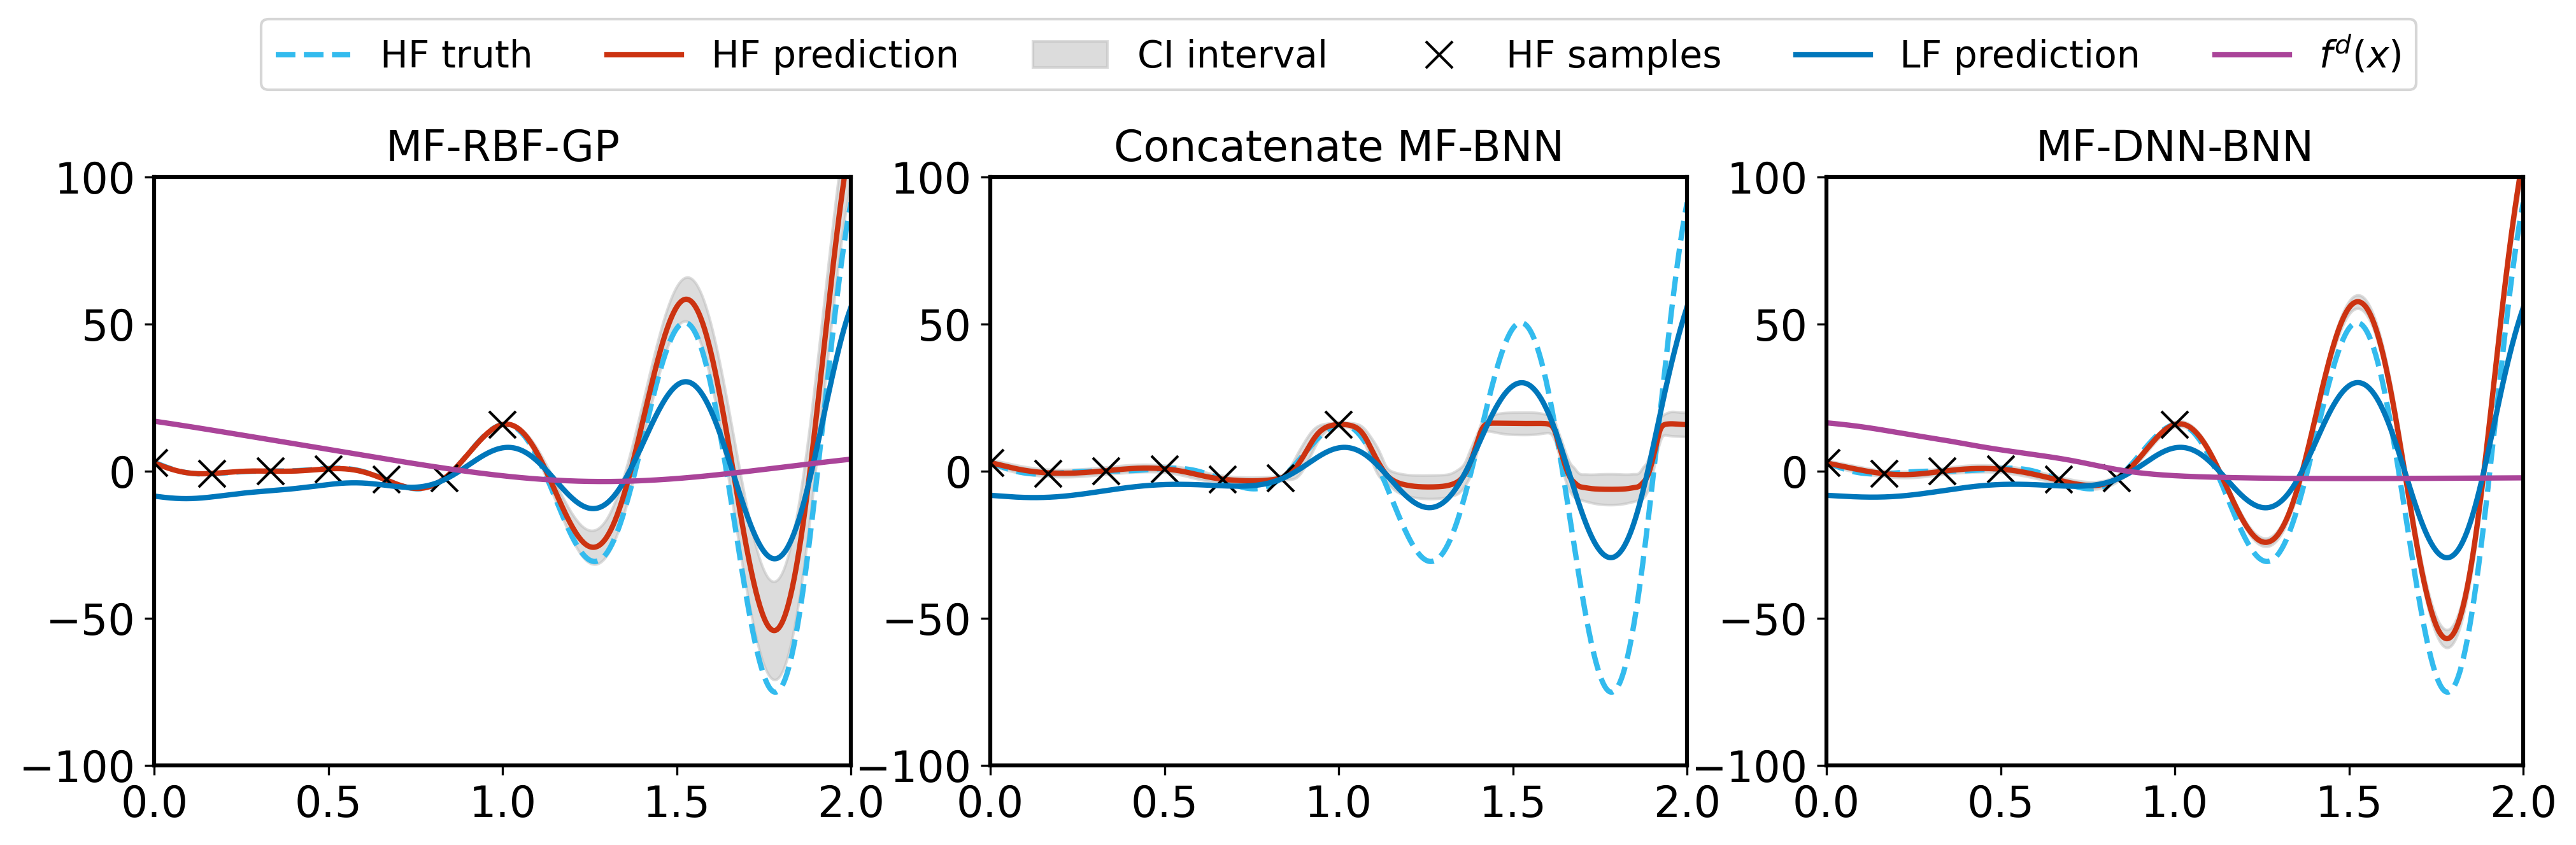 HF truth HF prediction CI interval HF samples LF prediction f^d(x)
MF-RBF-GP Concatenate MF-BNN MF-DNN-BNN
100 100 100
50 50 50
0 0 0
−50 −50 −50
−100 −100 −100
0.0 0.5 1.0 1.5 2.0 0.0 0.5 1.0 1.5 2.0 0.0 0.5 1.0 1.5 2.0